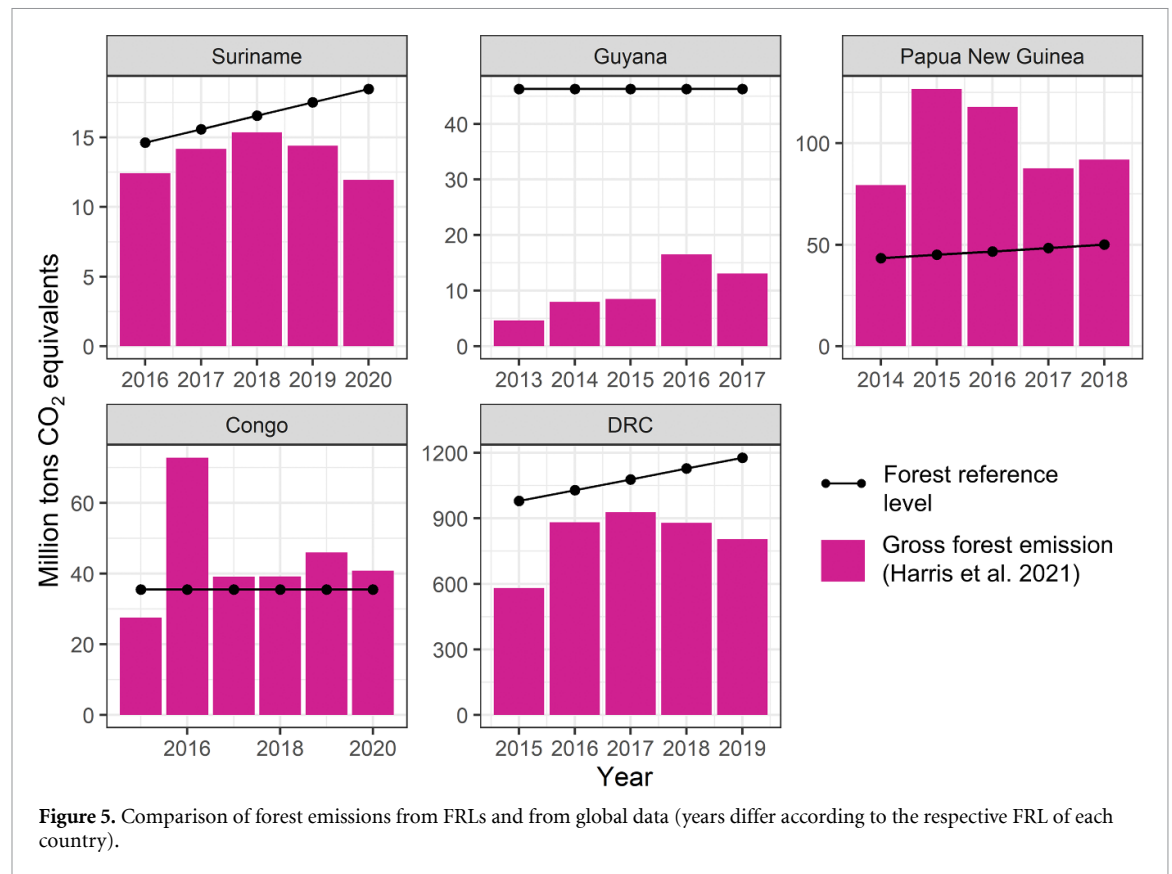 Suriname
Guyana
Papua New Guinea
Million tons CO₂ equivalents
15
10
5
0
2016 2017 2018 2019 2020
40
30
20
10
0
2013 2014 2015 2016 2017
100
50
0
2014 2015 2016 2017 2018
Congo
DRC
60
40
20
0
2016 2018 2020
1200
900
600
300
0
2015 2016 2017 2018 2019
Year
Forest reference
level
Gross forest emission
(Harris et al. 2021)
Figure 5. Comparison of forest emissions from FRLs and from global data (years differ according to the respective FRL of each
country).